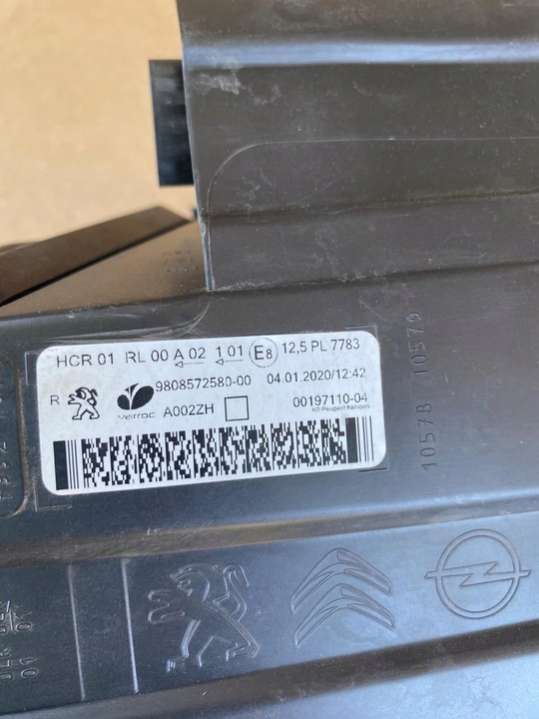 HCR 01 RL 00 A 02 1 01 E8 12,5 PL 7783
R 9808572580-00 04.01.2020/12:42
varroc A002ZH 00197110-04
10578 10579